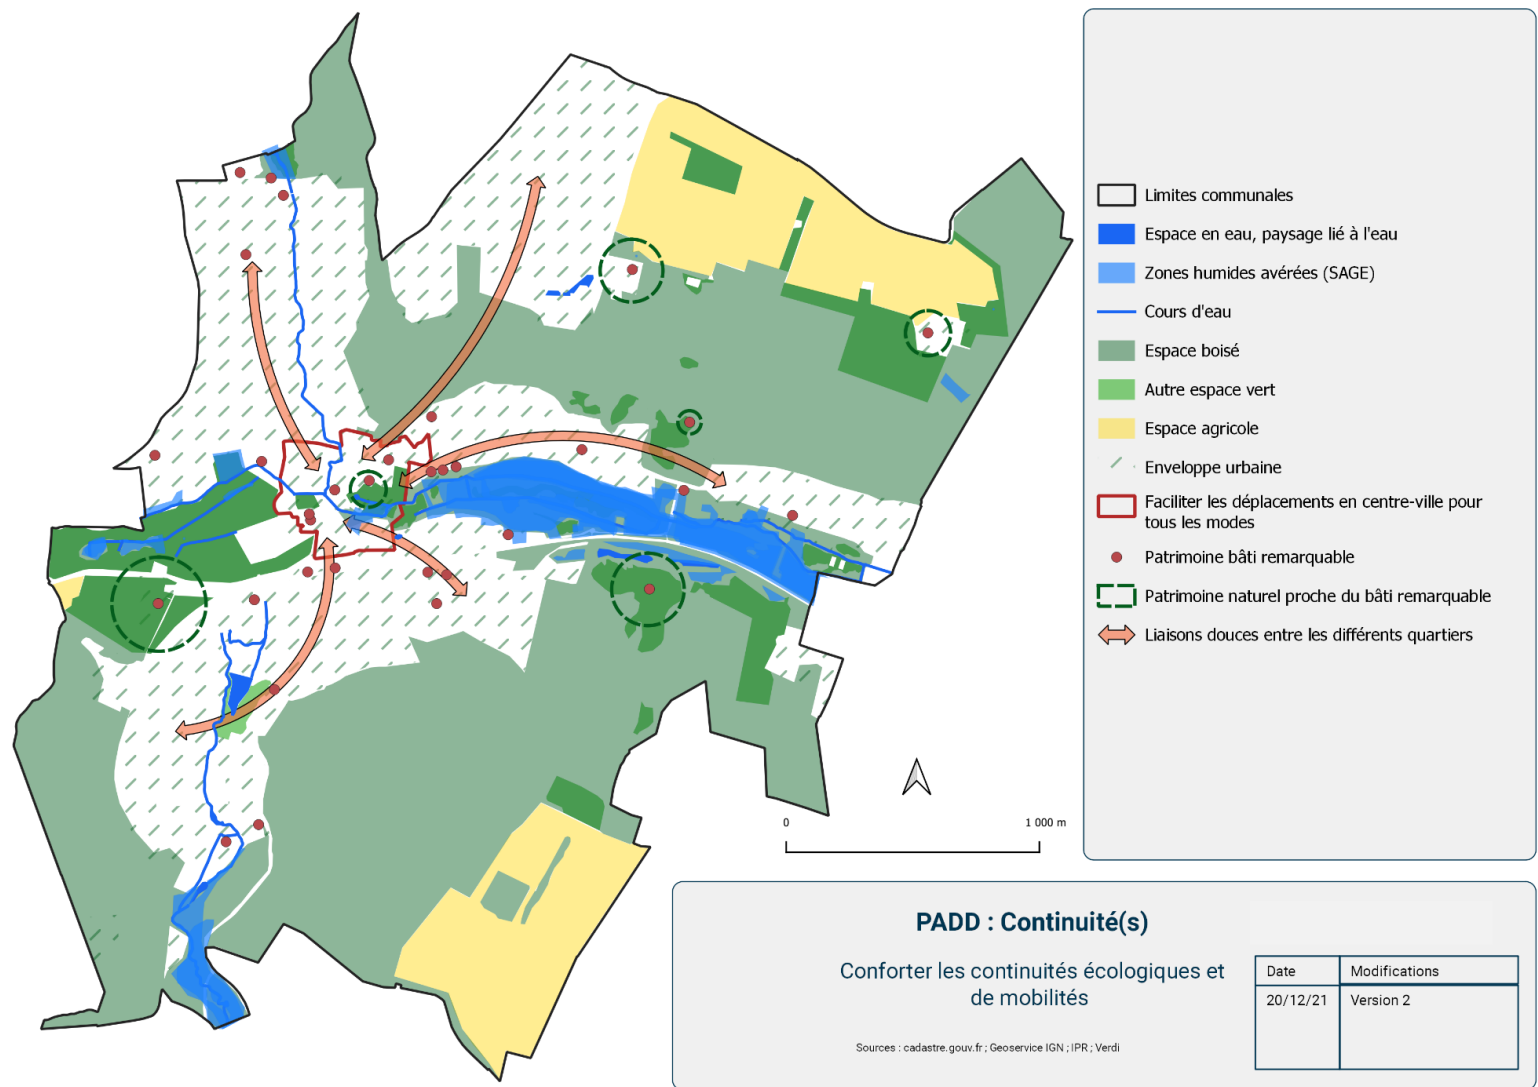 Limites communales
Espace en eau, paysage lié à l'eau
Zones humides avérées (SAGE)
Cours d'eau
Espace boisé
Autre espace vert
Espace agricole
Enveloppe urbaine
Faciliter les déplacements en centre-ville pour
tous les modes
Patrimoine bâti remarquable
Patrimoine naturel proche du bâti remarquable
Liaisons douces entre les différents quartiers
0 1 000 m
PADD : Continuité(s)
Conforter les continuités écologiques et
de mobilités
Sources : cadastre.gouv.fr ; Geoservice IGN ; IPR ; Verdi
Date Modifications
20/12/21 Version 2